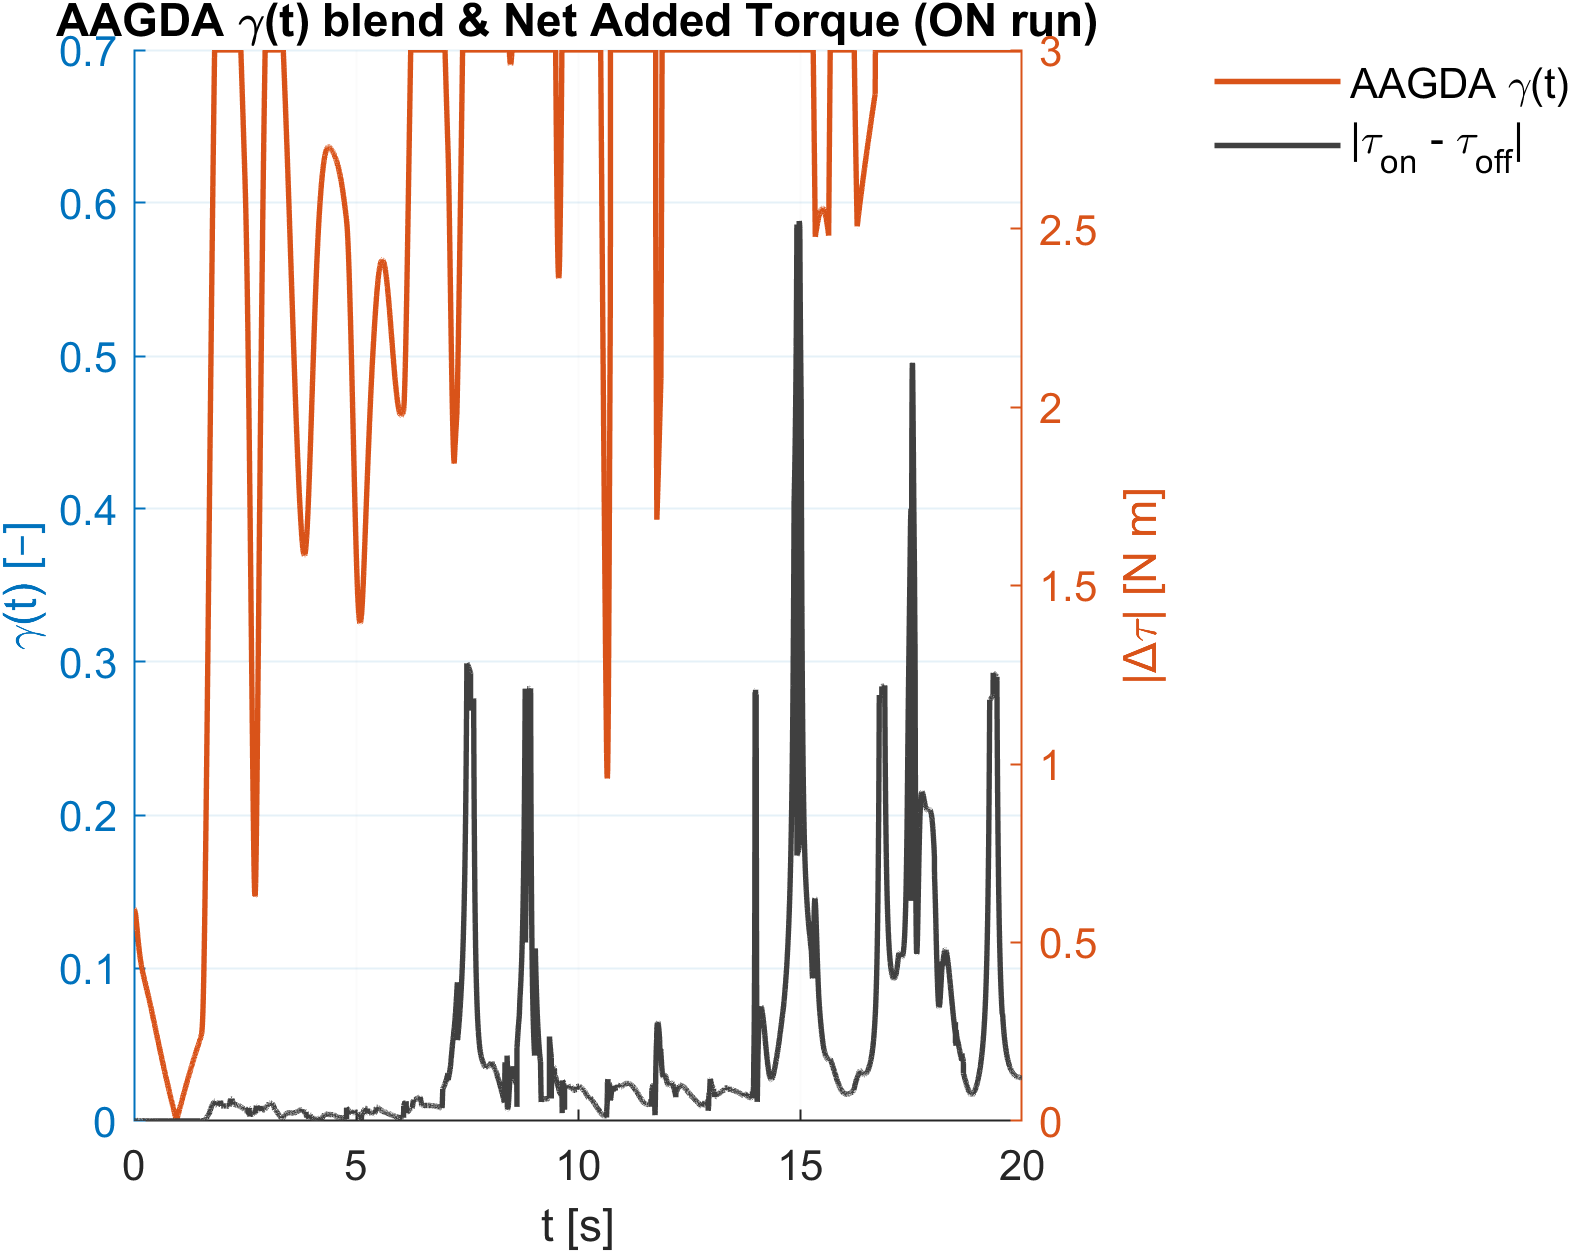 AAGDA γ(t) blend & Net Added Torque (ON run)
AAGDA γ(t)
|τon - τoff|
γ(t) [–]
0.7
0.6
0.5
0.4
0.3
0.2
0.1
0
|Δτ| [N m]
3
2.5
2
1.5
1
0.5
0
0 5 10 15 20
t [s]